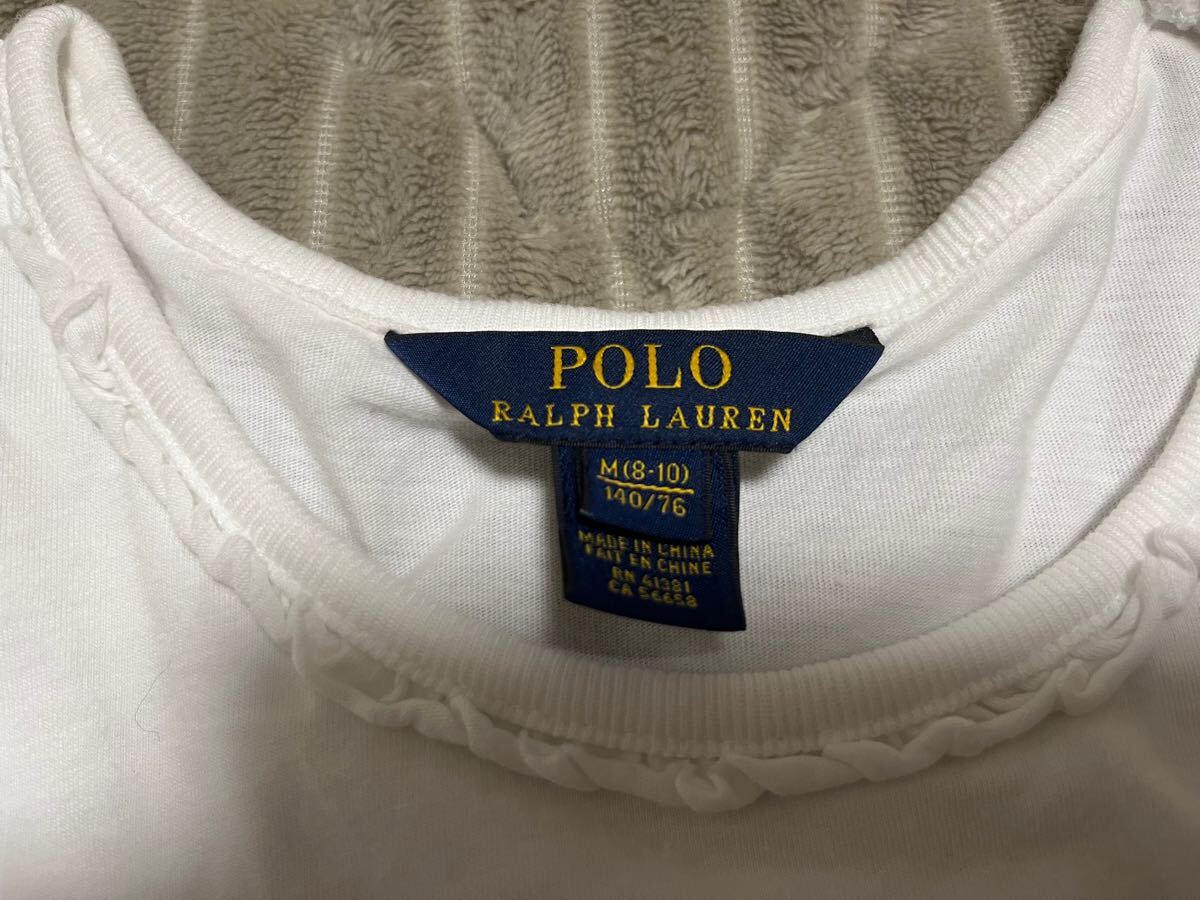 POLO
RALPH LAUREN
M(8-10)
140/76
MADE IN CHINA
FAIT EN CHINE
RN 41381
CA 56658